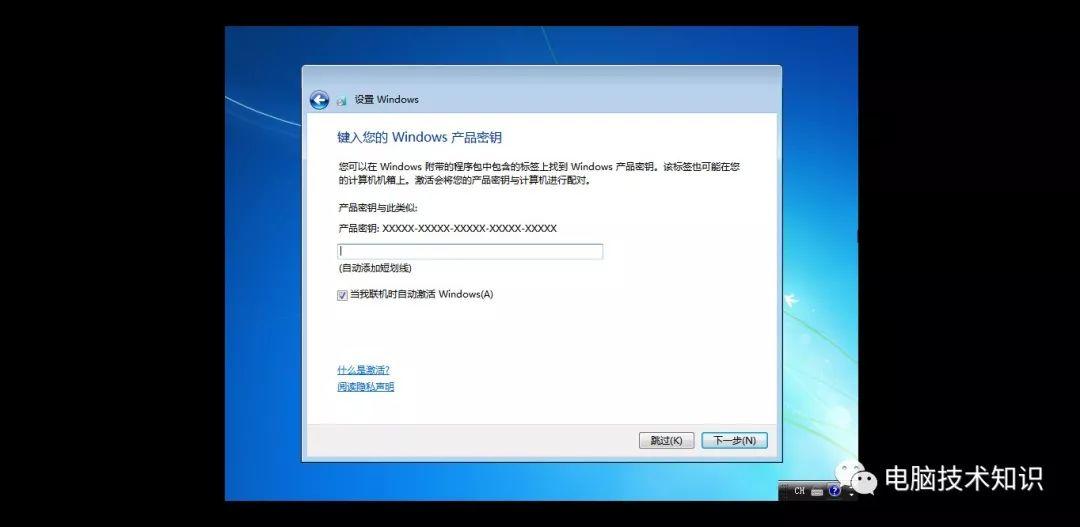 设置 Windows
键入您的 Windows 产品密钥
您可以在 Windows 附带的程序包中包含的标签上找到 Windows 产品密钥。该标签也可能在您
的计算机机箱上。激活会将您的产品密钥与计算机进行配对。
产品密钥与此类似:
产品密钥: XXXXX-XXXXX-XXXXX-XXXXX-XXXXX
(自动添加短划线)
当我联机时自动激活 Windows(A)
什么是激活?
阅读隐私声明
跳过(K)
下一步(N)
CH
电脑技术知识